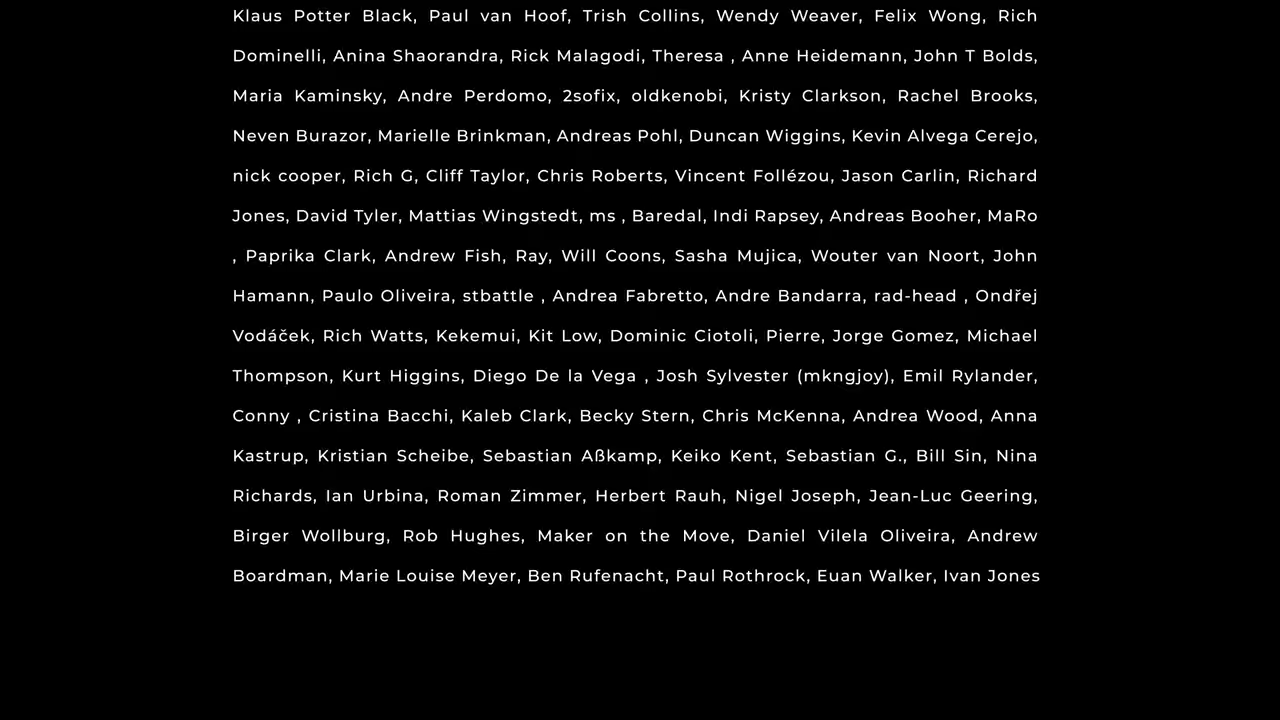 Klaus Potter Black, Paul van Hoof, Trish Collins, Wendy Weaver, Felix Wong, Rich
Dominelli, Anina Shaorandra, Rick Malagodi, Theresa , Anne Heidemann, John T Bolds,
Maria Kaminsky, Andre Perdomo, 2sofix, oldkenobi, Kristy Clarkson, Rachel Brooks,
Neven Burazor, Marielle Brinkman, Andreas Pohl, Duncan Wiggins, Kevin Alvega Cerejo,
nick cooper, Rich G, Cliff Taylor, Chris Roberts, Vincent Follézou, Jason Carlin, Richard
Jones, David Tyler, Mattias Wingstedt, ms , Baredal, Indi Rapsey, Andreas Booher, MaRo
, Paprika Clark, Andrew Fish, Ray, Will Coons, Sasha Mujica, Wouter van Noort, John
Hamann, Paulo Oliveira, stbattle , Andrea Fabretto, Andre Bandarra, rad-head , Ondřej
Vodáček, Rich Watts, Kekemui, Kit Low, Dominic Ciotoli, Pierre, Jorge Gomez, Michael
Thompson, Kurt Higgins, Diego De la Vega , Josh Sylvester (mkngjoy), Emil Rylander,
Conny , Cristina Bacchi, Kaleb Clark, Becky Stern, Chris McKenna, Andrea Wood, Anna
Kastrup, Kristian Scheibe, Sebastian Aßkamp, Keiko Kent, Sebastian G., Bill Sin, Nina
Richards, Ian Urbina, Roman Zimmer, Herbert Rauh, Nigel Joseph, Jean-Luc Geering,
Birger Wollburg, Rob Hughes, Maker on the Move, Daniel Vilela Oliveira, Andrew
Boardman, Marie Louise Meyer, Ben Rufenacht, Paul Rothrock, Euan Walker, Ivan Jones